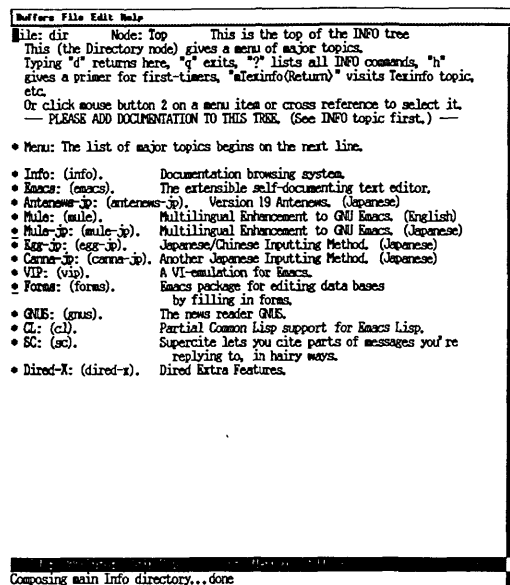 Buffers File Edit Help
File: dir Node: Top This is the top of the INFO tree
This (the Directory node) gives a menu of major topics.
Typing "d" returns here, "q" exits, "?" lists all INFO commands, "h"
gives a primer for first-timers, "mTexinfo<Return>" visits Texinfo topic,
etc.
Or click mouse button 2 on a menu item or cross reference to select it.
--- PLEASE ADD DOCUMENTATION TO THIS TREE. (See INFO topic first.) ---
* Menu: The list of major topics begins on the next line.
* Info: (info). Documentation browsing system.
* Emacs: (emacs). The extensible self-documenting text editor.
* Antenews-jp: (antenews-jp). Version 19 Antenews. (Japanese)
* Mule: (mule). Multilingual Enhancement to GNU Emacs. (English)
* Mule-jp: (mule-jp). Multilingual Enhancement to GNU Emacs. (Japanese)
* Egg-jp: (egg-jp). Japanese/Chinese Inputting Method. (Japanese)
* Canna-jp: (canna-jp). Another Japanese Inputting Method. (Japanese)
* VIP: (vip). A VI-emulation for Emacs.
* Forms: (forms). Emacs package for editing data bases
by filling in forms.
* GNUS: (gnus). The news reader GNUS.
* CL: (cl). Partial Common Lisp support for Emacs Lisp.
* SC: (sc). Supercite lets you cite parts of messages you're
replying to, in hairy ways.
* Dired-X: (dired-x). Dired Extra Features.
Composing main Info directory...done